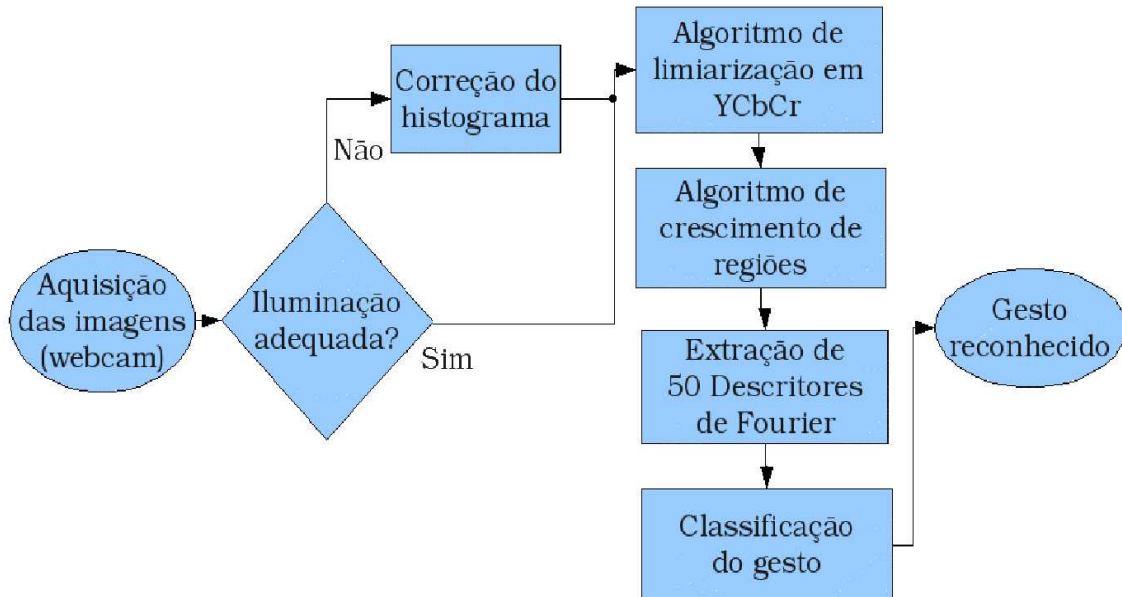 Aquisição
das imagens
(webcam)
Iluminação
adequada?
Não
Sim
Correção do
histograma
Algoritmo de
limiarização em
YCbCr
Algoritmo de
crescimento de
regiões
Extração de
50 Descritores
de Fourier
Classificação
do gesto
Gesto
reconhecido